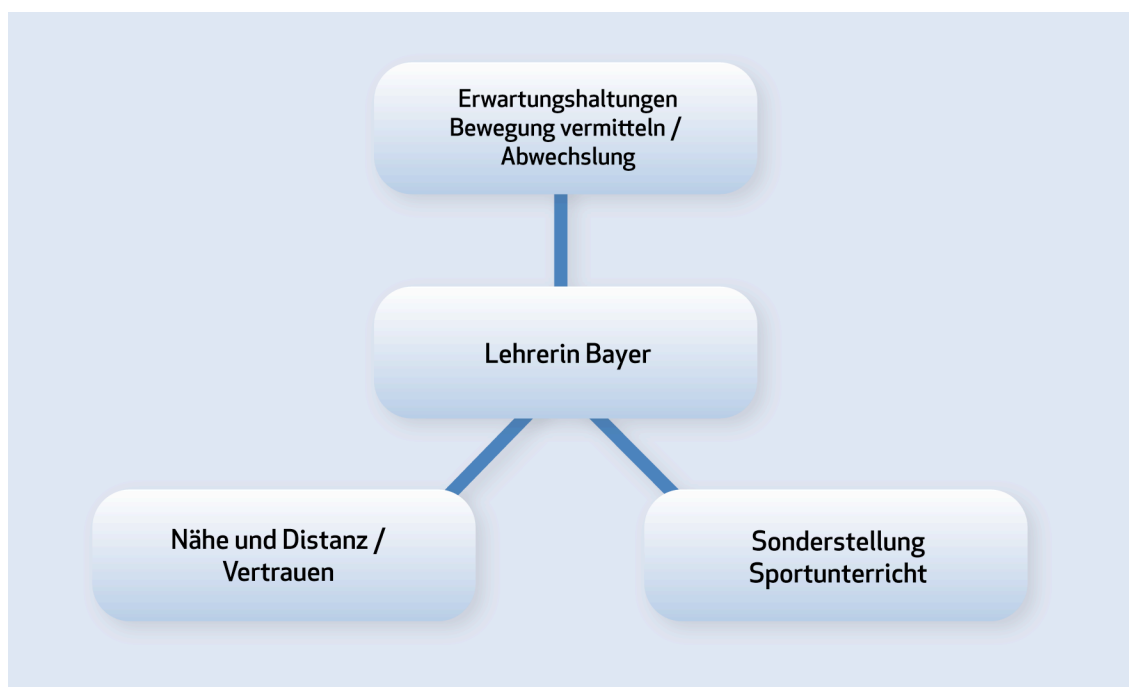 Erwartungshaltungen
Bewegung vermitteln /
Abwechslung
Lehrerin Bayer
Nähe und Distanz /
Vertrauen
Sonderstellung
Sportunterricht